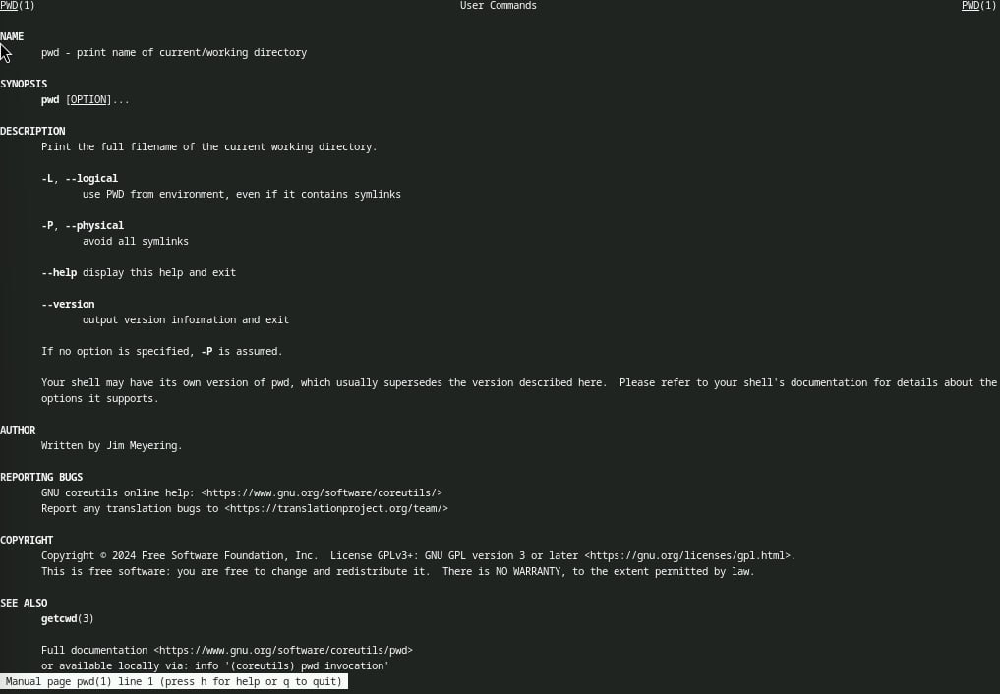 PWD(1) User Commands PWD(1)
NAME
pwd - print name of current/working directory
SYNOPSIS
pwd [OPTION]...
DESCRIPTION
Print the full filename of the current working directory.
-L, --logical
use PWD from environment, even if it contains symlinks
-P, --physical
avoid all symlinks
--help display this help and exit
--version
output version information and exit
If no option is specified, -P is assumed.
Your shell may have its own version of pwd, which usually supersedes the version described here.  Please refer to your shell's documentation for details about the
options it supports.
AUTHOR
Written by Jim Meyering.
REPORTING BUGS
GNU coreutils online help: <https://www.gnu.org/software/coreutils/>
Report any translation bugs to <https://translationproject.org/team/>
COPYRIGHT
Copyright © 2024 Free Software Foundation, Inc.  License GPLv3+: GNU GPL version 3 or later <https://gnu.org/licenses/gpl.html>.
This is free software: you are free to change and redistribute it.  There is NO WARRANTY, to the extent permitted by law.
SEE ALSO
getcwd(3)
Full documentation <https://www.gnu.org/software/coreutils/pwd>
or available locally via: info '(coreutils) pwd invocation'
Manual page pwd(1) line 1 (press h for help or q to quit)